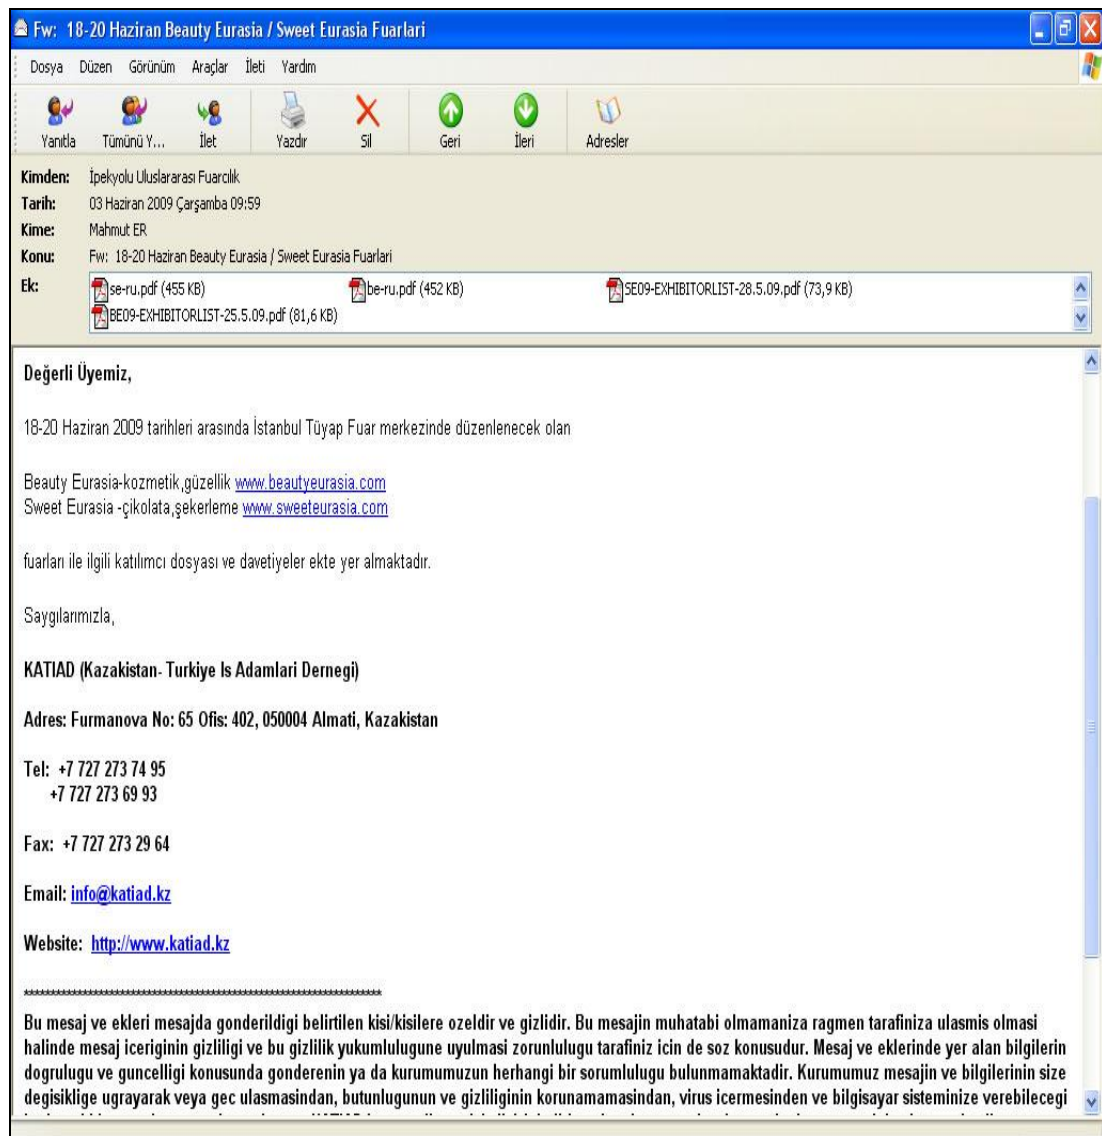 Fw: 18-20 Haziran Beauty Eurasia / Sweet Eurasia Fuarlari
Dosya Düzen Görünüm Araçlar İleti Yardım
Yanıtla Tümünü Y... İlet Yazdır Sil Geri İleri Adresler
Kimden: İpekyolu Uluslararası Fuarcılık
Tarih: 03 Haziran 2009 Çarşamba 09:59
Kime: Mahmut ER
Konu: Fw: 18-20 Haziran Beauty Eurasia / Sweet Eurasia Fuarlari
Ek: se-ru.pdf (455 KB) be-ru.pdf (452 KB) SE09-EXHIBITORLIST-28.5.09.pdf (73,9 KB)
BE09-EXHIBITORLIST-25.5.09.pdf (81,6 KB)
Değerli Üyemiz,
18-20 Haziran 2009 tarihleri arasında İstanbul Tüyap Fuar merkezinde düzenlenecek olan
Beauty Eurasia-kozmetik,güzellik www.beautyeurasia.com
Sweet Eurasia -çikolata,şekerleme www.sweeteurasia.com
fuarları ile ilgili katılımcı dosyası ve davetiyeler ekte yer almaktadır.
Saygılarımızla,
KATIAD (Kazakistan- Turkiye Is Adamlari Dernegi)
Adres: Furmanova No: 65 Ofis: 402, 050004 Almati, Kazakistan
Tel: +7 727 273 74 95
+7 727 273 69 93
Fax: +7 727 273 29 64
Email: info@katiad.kz
Website: http://www.katiad.kz
Bu mesaj ve ekleri mesajda gonderildigi belirtilen kisi/kisilere ozeldir ve gizlidir. Bu mesajin muhatabi olmamaniza ragmen tarafiniza ulasmis olmasi
halinde mesaj iceriginin gizliligi ve bu gizlilik yukumlulugune uyulmasi zorunlulugu tarafiniz icin de soz konusudur. Mesaj ve eklerinde yer alan bilgilerin
dogrulugu ve guncelligi konusunda gonderenin ya da kurumumuzun herhangi bir sorumlulugu bulunmamaktadir. Kurumumuz mesajin ve bilgilerinin size
degisiklige ugrayarak veya gec ulasmasindan, butunlugunun ve gizliliginin korunamamasindan, virus icermesinden ve bilgisayar sisteminize verebilecegi